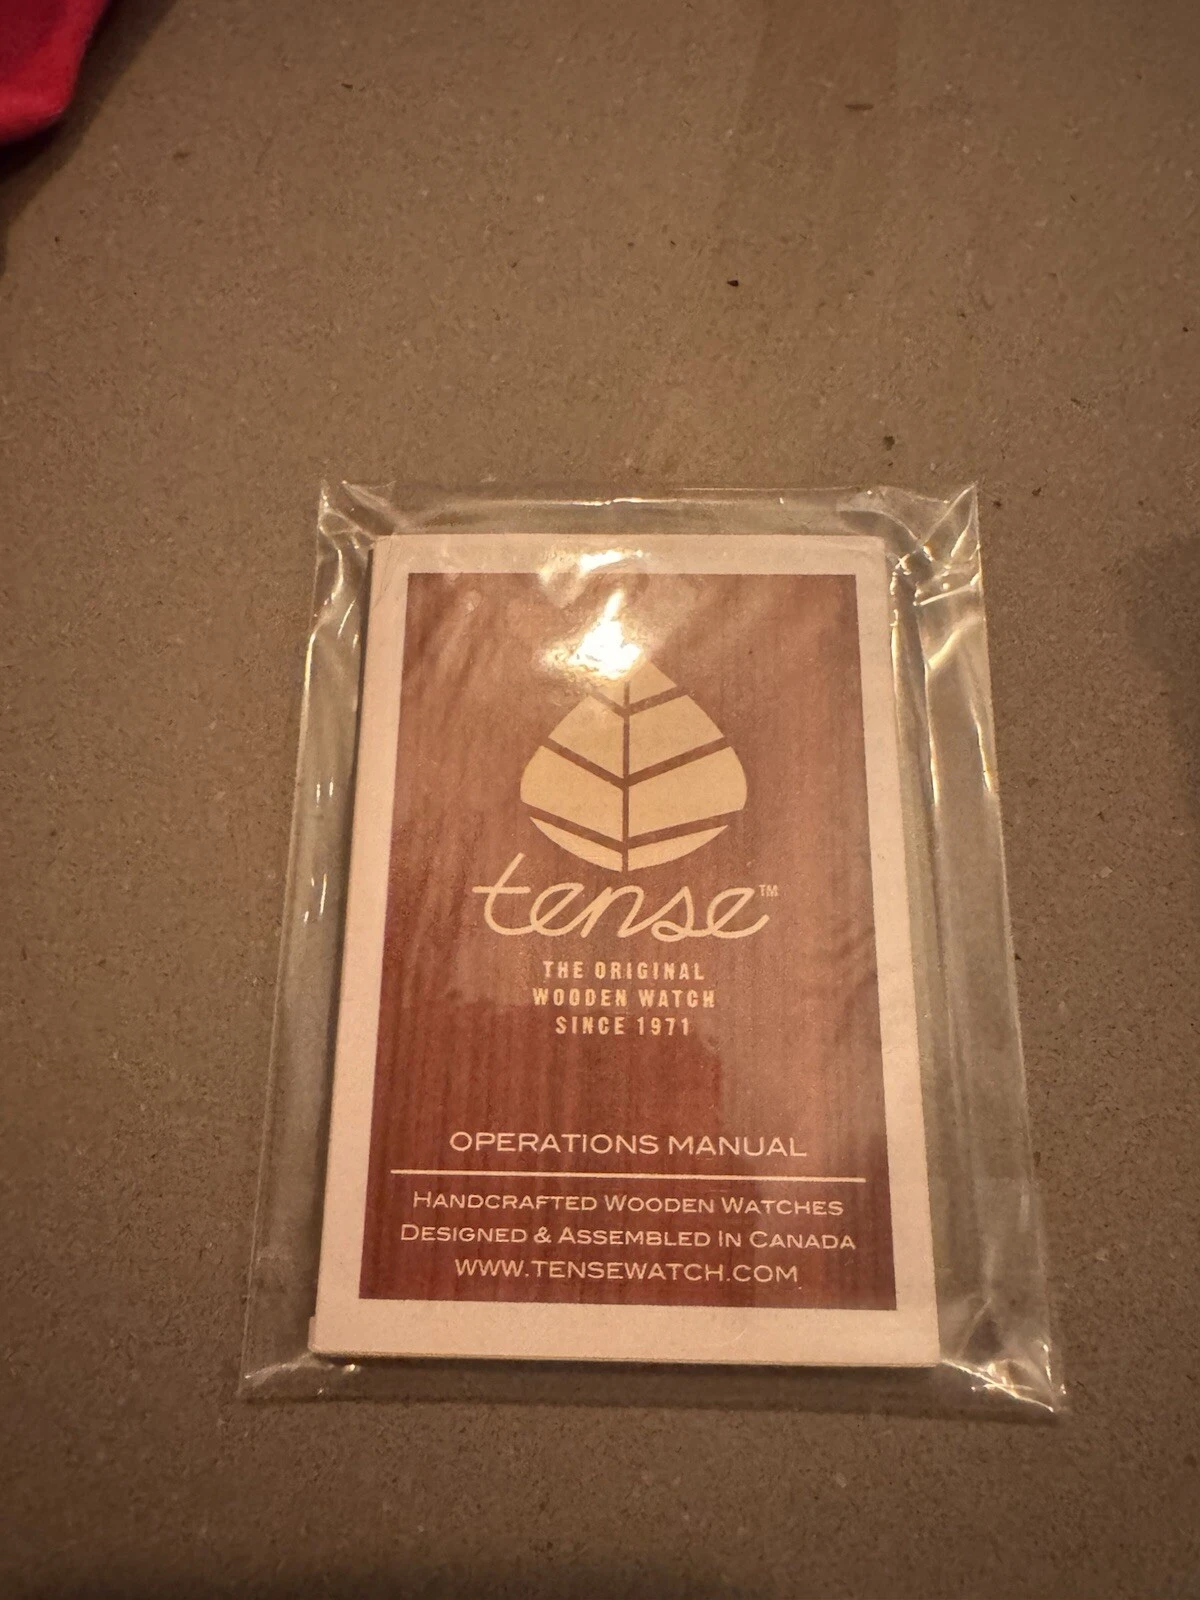 tense™
THE ORIGINAL
WOODEN WATCH
SINCE 1971
OPERATIONS MANUAL
HANDCRAFTED WOODEN WATCHES
DESIGNED & ASSEMBLED IN CANADA
WWW.TENSEWATCH.COM